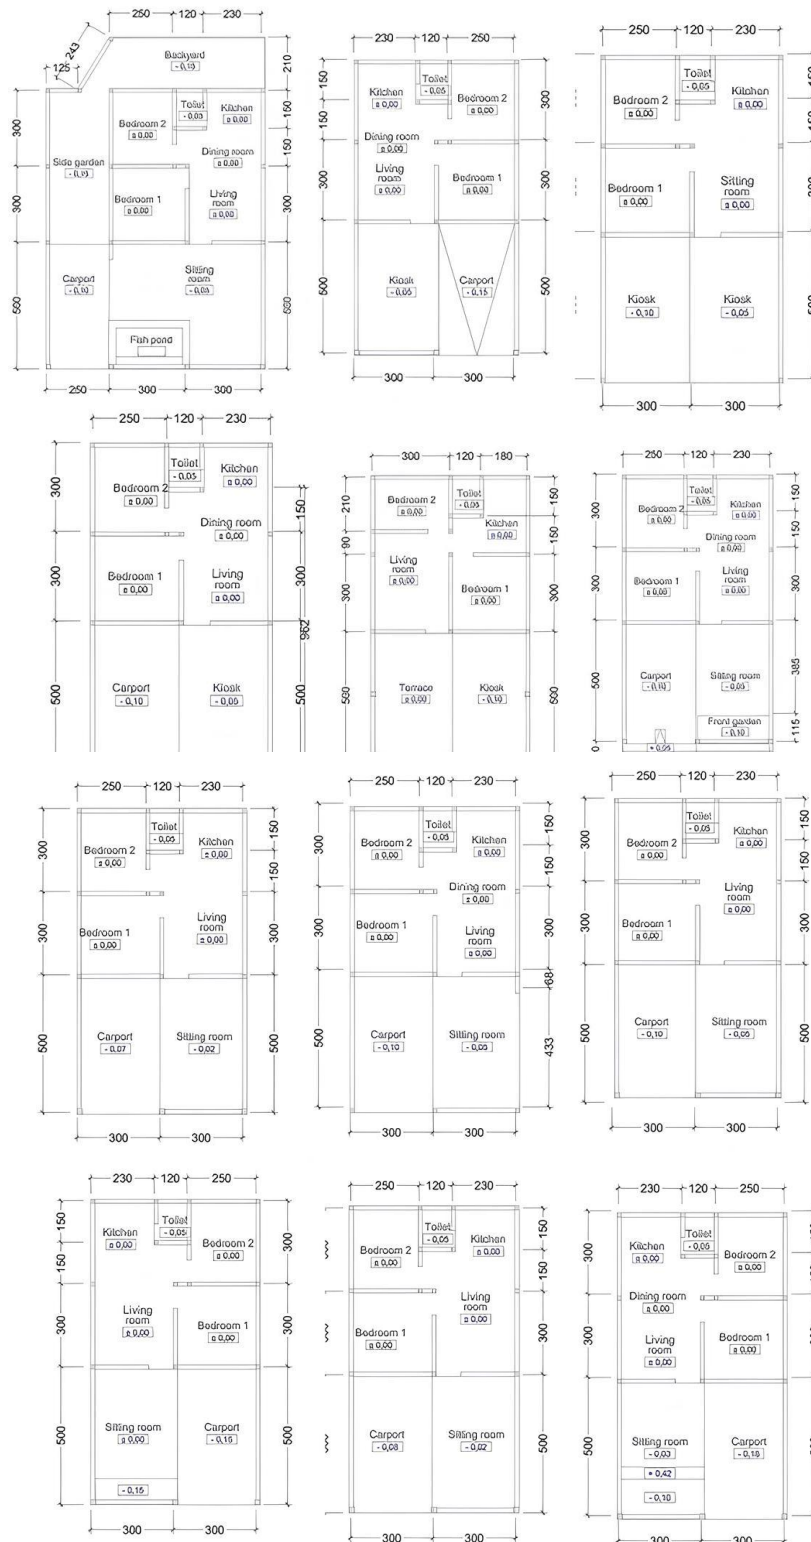 250 120 230
243
125
Backyard
- 0,15
210
Toilet
- 0,05
Kitchen
± 0,00
Bedroom 2
± 0,00
150
150
300
Dining room
± 0,00
Side garden
Bedroom 1
± 0,00
Living
room
± 0,00
300
300
Carport
- 0,10
Sitting
room
- 0,05
Fish pond
250 300 300
230 120 250
150
150
300
500
Kitchen
± 0,00
Toilet
- 0,05
Bedroom 2
± 0,00
Dining room
± 0,00
Living
room
± 0,00
Bedroom 1
± 0,00
Kiosk
- 0,05
Carport
- 0,15
300
300
500
300 300
250 120 230
Toilet
- 0,05
Bedroom 2
± 0,00
Kitchen
± 0,00
Bedroom 1
± 0,00
Sitting
room
± 0,00
Kiosk
- 0,10
Kiosk
- 0,05
300 300
250 120 230
300
300
500
Toilet
- 0,05
Bedroom 2
± 0,00
Kitchen
± 0,00
Dining room
± 0,00
Bedroom 1
± 0,00
Living
room
± 0,00
Carport
- 0,10
Kiosk
- 0,05
150
300
962
500
300 120 180
210
90
300
560
Bedroom 2
± 0,00
Toilet
- 0,05
Kitchen
± 0,00
Living
room
± 0,00
Bedroom 1
± 0,00
Terrace
± 0,00
Kiosk
- 0,10
150
150
300
560
250 120 230
300
300
500
0
Toilet
- 0,05
Bedroom 2
± 0,00
Kitchen
± 0,00
Dining room
± 0,00
Bedroom 1
± 0,00
Living
room
± 0,00
Carport
- 0,10
Sitting room
- 0,05
Front garden
- 0,10
150
150
300
385
115
250 120 230
300
300
500
Toilet
- 0,05
Bedroom 2
± 0,00
Kitchen
± 0,00
Bedroom 1
± 0,00
Living
room
± 0,00
Carport
- 0,07
Sitting room
- 0,02
150
150
300
500
300 300
250 120 230
300
300
500
Toilet
- 0,05
Bedroom 2
± 0,00
Kitchen
± 0,00
Dining room
± 0,00
Bedroom 1
± 0,00
Living
room
± 0,00
Carport
- 0,10
Sitting room
- 0,05
150
150
300
68
433
300 300
250 120 230
300
300
500
Toilet
- 0,05
Bedroom 2
± 0,00
Kitchen
± 0,00
Living
room
± 0,00
Bedroom 1
± 0,00
Carport
- 0,10
Sitting room
- 0,05
150
150
300
500
300 300
230 120 250
150
150
300
500
Kitchen
± 0,00
Toilet
- 0,05
Bedroom 2
± 0,00
Living
room
± 0,00
Bedroom 1
± 0,00
Sitting room
± 0,00
Carport
- 0,15
- 0,15
300
300
500
300 300
250 120 230
Toilet
- 0,05
Bedroom 2
± 0,00
Kitchen
± 0,00
Living
room
± 0,00
Bedroom 1
± 0,00
Carport
- 0,08
Sitting room
- 0,02
150
150
300
500
300 300
230 120 250
300
300
500
Kitchen
± 0,00
Toilet
- 0,05
Bedroom 2
± 0,00
Dining room
± 0,00
Living
room
± 0,00
Bedroom 1
± 0,00
Sitting room
- 0,03
+ 0,42
- 0,10
Carport
- 0,18
300 300